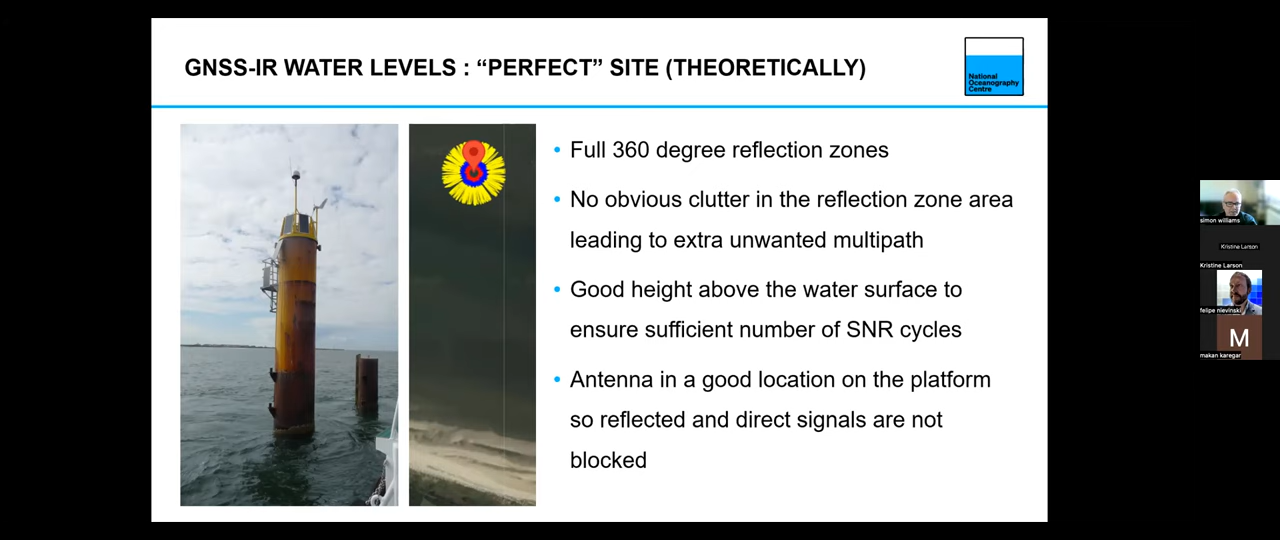 GNSS-IR WATER LEVELS : “PERFECT” SITE (THEORETICALLY)
National
Oceanography
Centre
• Full 360 degree reflection zones
• No obvious clutter in the reflection zone area
leading to extra unwanted multipath
• Good height above the water surface to
ensure sufficient number of SNR cycles
• Antenna in a good location on the platform
so reflected and direct signals are not
blocked
simon williams
Kristine Larson
Kristine Larson
felipe nievinski
M
makan karegar